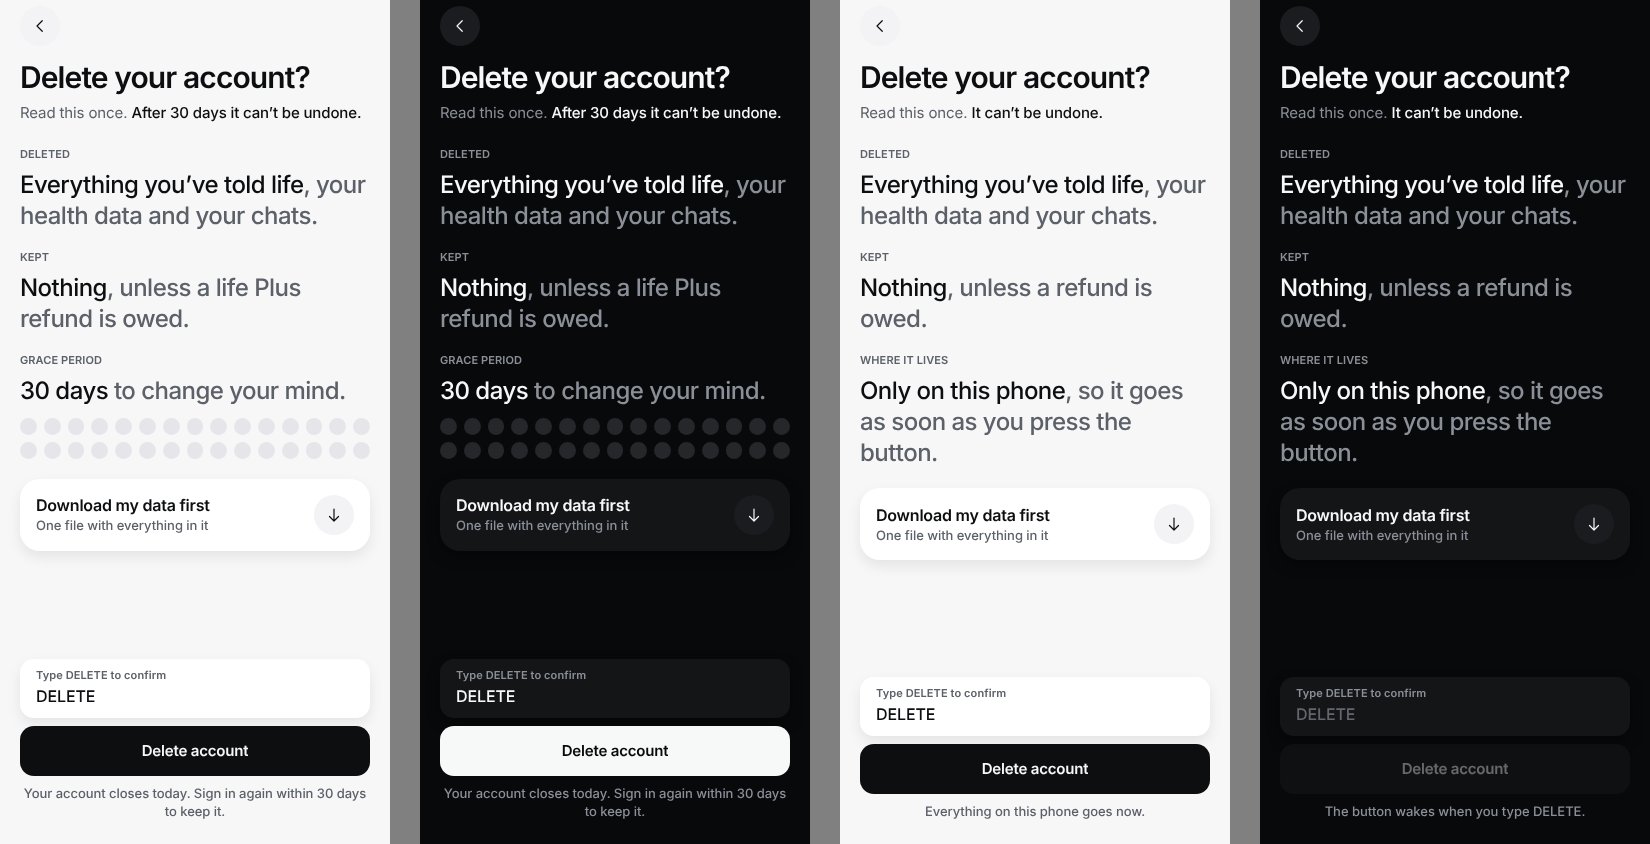 Delete your account?
Read this once. After 30 days it can’t be undone.
DELETED
Everything you’ve told life, your
health data and your chats.
KEPT
Nothing, unless a life Plus
refund is owed.
GRACE PERIOD
30 days to change your mind.
Download my data first
One file with everything in it
Type DELETE to confirm
DELETE
Delete account
Your account closes today. Sign in again within 30 days
to keep it.
Delete your account?
Read this once. After 30 days it can’t be undone.
DELETED
Everything you’ve told life, your
health data and your chats.
KEPT
Nothing, unless a life Plus
refund is owed.
GRACE PERIOD
30 days to change your mind.
Download my data first
One file with everything in it
Type DELETE to confirm
DELETE
Delete account
Your account closes today. Sign in again within 30 days
to keep it.
Delete your account?
Read this once. It can’t be undone.
DELETED
Everything you’ve told life, your
health data and your chats.
KEPT
Nothing, unless a refund is
owed.
WHERE IT LIVES
Only on this phone, so it goes
as soon as you press the
button.
Download my data first
One file with everything in it
Type DELETE to confirm
DELETE
Delete account
Everything on this phone goes now.
Delete your account?
Read this once. It can’t be undone.
DELETED
Everything you’ve told life, your
health data and your chats.
KEPT
Nothing, unless a refund is
owed.
WHERE IT LIVES
Only on this phone, so it goes
as soon as you press the
button.
Download my data first
One file with everything in it
Type DELETE to confirm
DELETE
Delete account
The button wakes when you type DELETE.